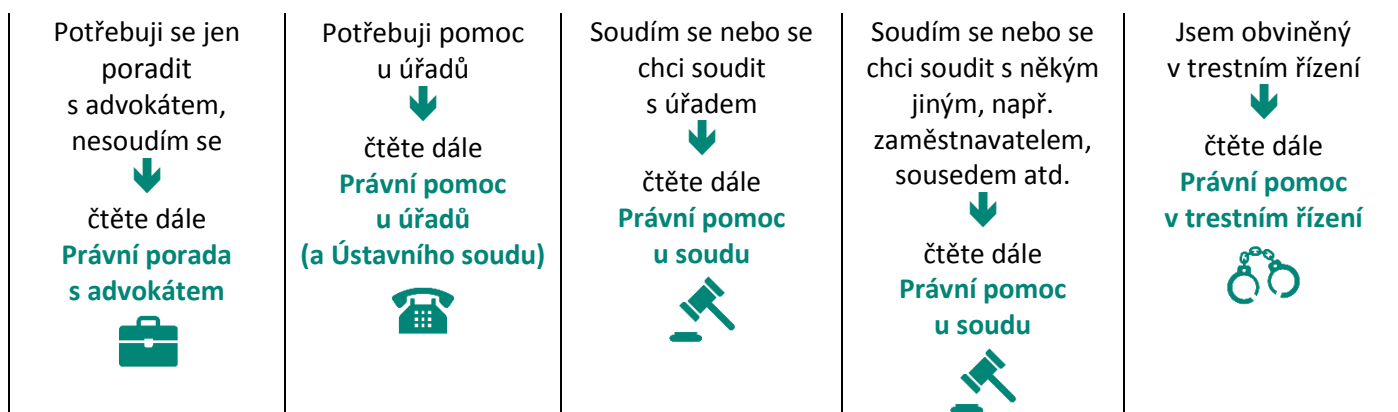 Potřebuji se jen
poradit
s advokátem,
nesoudím se
čtěte dále
Právní porada
s advokátem
Potřebuji pomoc
u úřadů
čtěte dále
Právní pomoc
u úřadů
(a Ústavního soudu)
Soudím se nebo se
chci soudit
s úřadem
čtěte dále
Právní pomoc
u soudu
Soudím se nebo se
chci soudit s někým
jiným, např.
zaměstnavatelem,
sousedem atd.
čtěte dále
Právní pomoc
u soudu
Jsem obviněný
v trestním řízení
čtěte dále
Právní pomoc
v trestním řízení